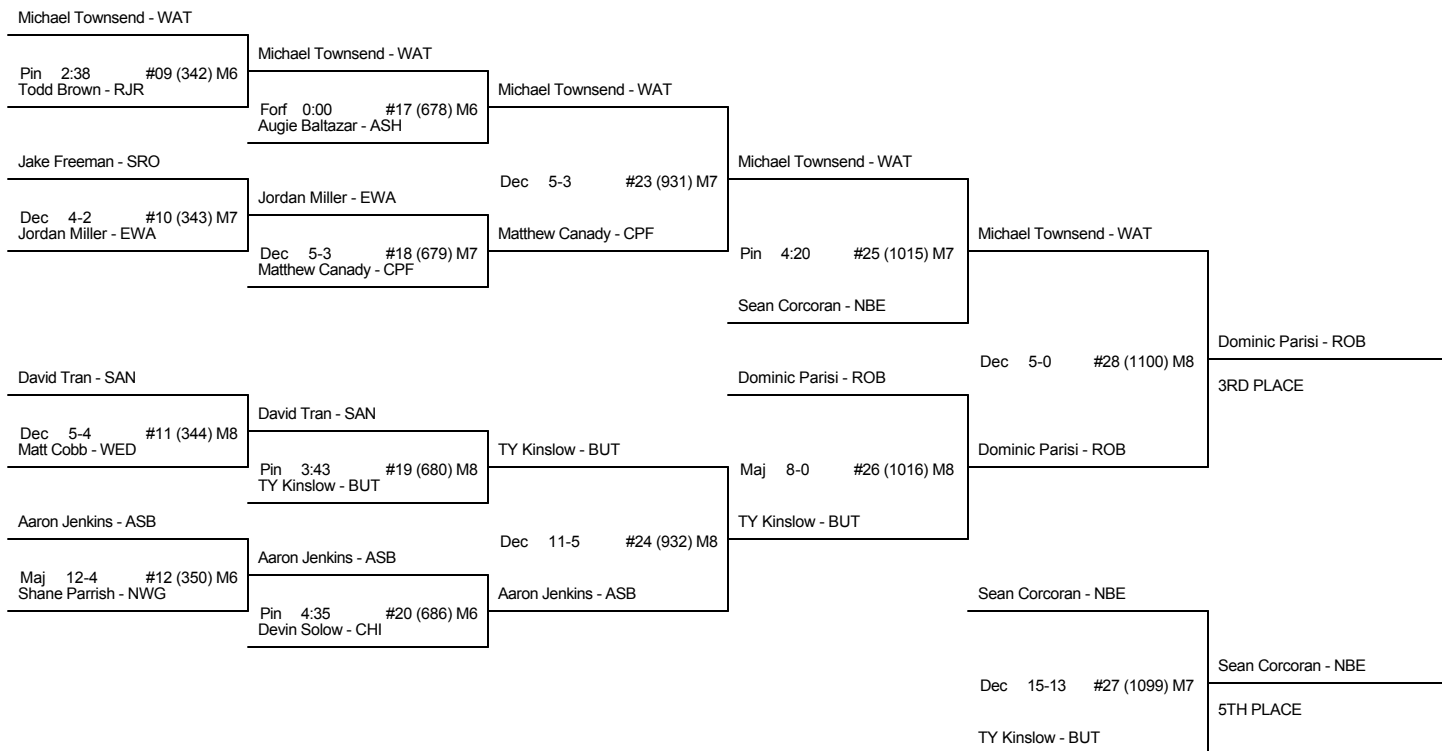 Michael Townsend - WAT
Pin 2:38 #09 (342) M6
Todd Brown - RJR
Jake Freeman - SRO
Dec 4-2 #10 (343) M7
Jordan Miller - EWA
David Tran - SAN
Dec 5-4 #11 (344) M8
Matt Cobb - WED
Aaron Jenkins - ASB
Maj 12-4 #12 (350) M6
Shane Parrish - NWG
Michael Townsend - WAT
Forf 0:00 #17 (678) M6
Augie Baltazar - ASH
Jordan Miller - EWA
Dec 5-3 #18 (679) M7
Matthew Canady - CPF
David Tran - SAN
Pin 3:43 #19 (680) M8
TY Kinslow - BUT
Aaron Jenkins - ASB
Pin 4:35 #20 (686) M6
Devin Solow - CHI
Michael Townsend - WAT
Dec 5-3 #23 (931) M7
Matthew Canady - CPF
TY Kinslow - BUT
Dec 11-5 #24 (932) M8
Aaron Jenkins - ASB
Michael Townsend - WAT
Pin 4:20 #25 (1015) M7
Sean Corcoran - NBE
Dominic Parisi - ROB
Maj 8-0 #26 (1016) M8
TY Kinslow - BUT
Michael Townsend - WAT
Dec 5-0 #28 (1100) M8
Dominic Parisi - ROB
Sean Corcoran - NBE
Dec 15-13 #27 (1099) M7
TY Kinslow - BUT
Dominic Parisi - ROB
3RD PLACE
Sean Corcoran - NBE
5TH PLACE